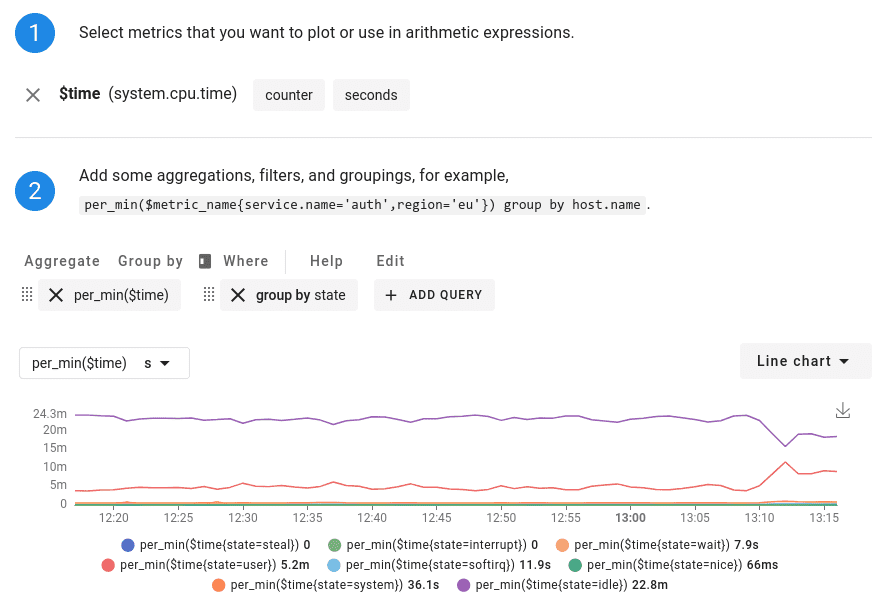 1
Select metrics that you want to plot or use in arithmetic expressions.
$time (system.cpu.time) counter seconds
2
Add some aggregations, filters, and groupings, for example,
per_min($metric_name{service.name='auth',region='eu'}) group by host.name .
Aggregate Group by Where Help Edit
per_min($time) group by state + ADD QUERY
per_min($time) s
Line chart
24.3m
20m
15m
10m
5m
0
12:20 12:25 12:30 12:35 12:40 12:45 12:50 12:55 13:00 13:05 13:10 13:15
per_min($time{state=steal}) 0 per_min($time{state=interrupt}) 0 per_min($time{state=wait}) 7.9s
per_min($time{state=user}) 5.2m per_min($time{state=softirq}) 11.9s per_min($time{state=nice}) 66ms
per_min($time{state=system}) 36.1s per_min($time{state=idle}) 22.8m